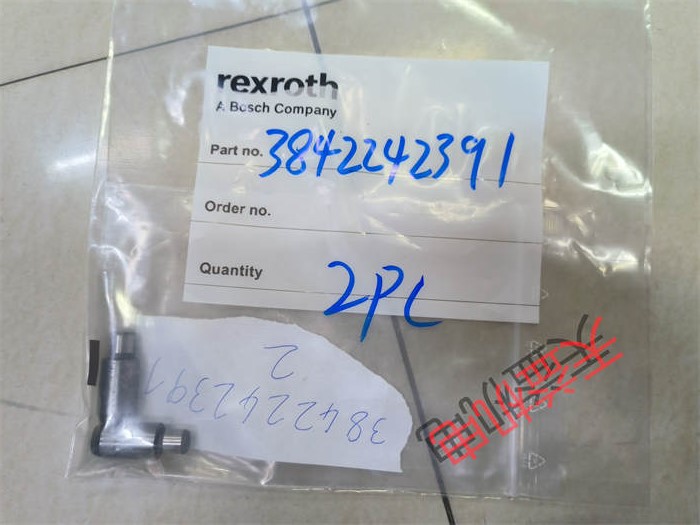 rexroth
A Bosch Company
Part no. 3842242391
Order no.
Quantity 2PC
2
3842242391